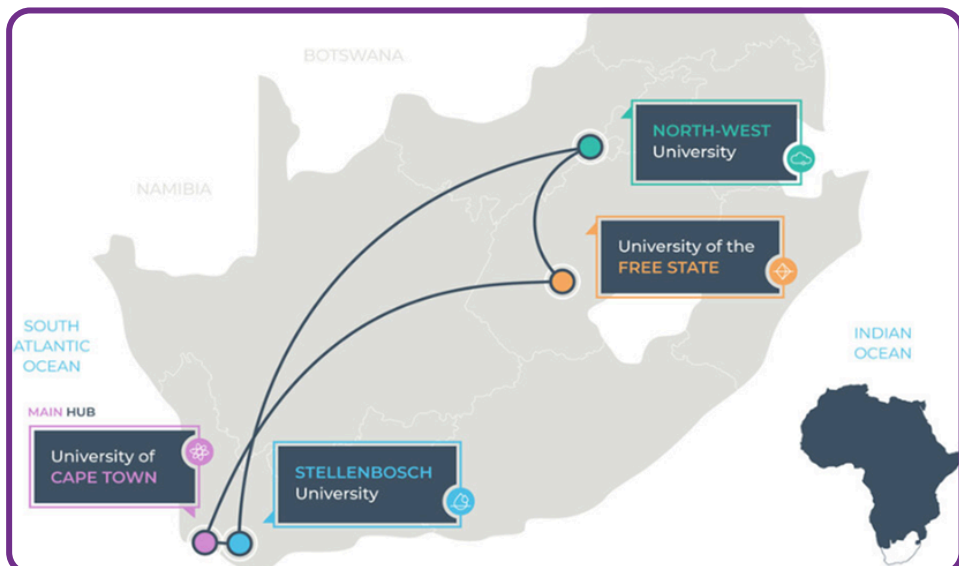 BOTSWANA
NORTH-WEST
University
NAMIBIA
University of the
FREE STATE
SOUTH
ATLANTIC
OCEAN
INDIAN
OCEAN
MAIN HUB
University of
CAPE TOWN
STELLENBOSCH
University